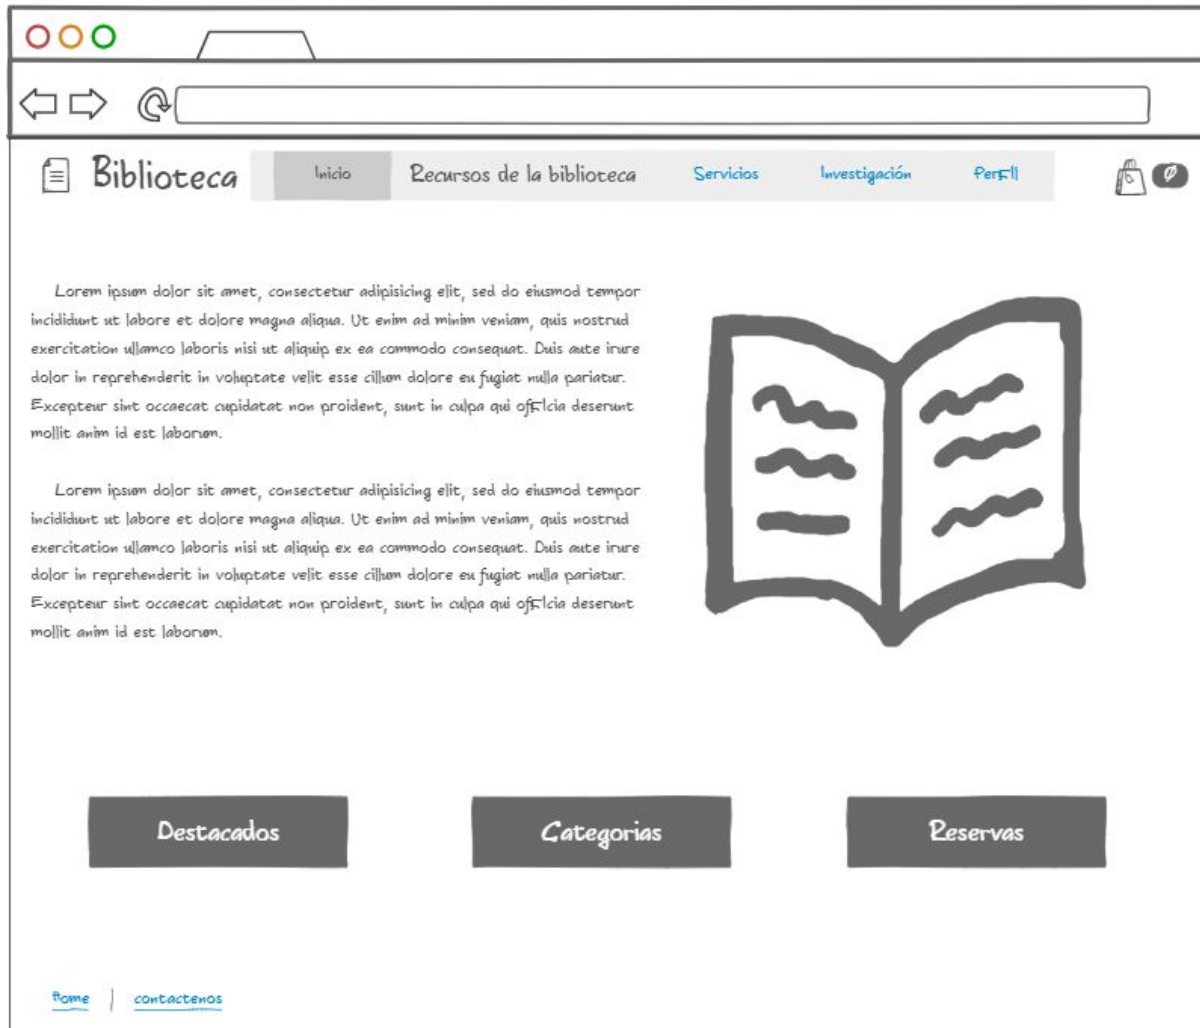 Biblioteca
Inicio
Recursos de la biblioteca
Servicios
Investigación
Perfil
0
Lorem ipsum dolor sit amet, consectetur adipisicing elit, sed do eiusmod tempor
incididunt ut labore et dolore magna aliqua. Ut enim ad minim veniam, quis nostrud
exercitation ullamco laboris nisi ut aliquip ex ea commodo consequat. Duis aute irure
dolor in reprehenderit in voluptate velit esse cillum dolore eu fugiat nulla pariatur.
Excepteur sint occaecat cupidatat non proident, sunt in culpa qui officia deserunt
mollit anim id est laborum.
Lorem ipsum dolor sit amet, consectetur adipisicing elit, sed do eiusmod tempor
incididunt ut labore et dolore magna aliqua. Ut enim ad minim veniam, quis nostrud
exercitation ullamco laboris nisi ut aliquip ex ea commodo consequat. Duis aute irure
dolor in reprehenderit in voluptate velit esse cillum dolore eu fugiat nulla pariatur.
Excepteur sint occaecat cupidatat non proident, sunt in culpa qui officia deserunt
mollit anim id est laborum.
Destacados
Categorias
Reservas
Home | contactenos